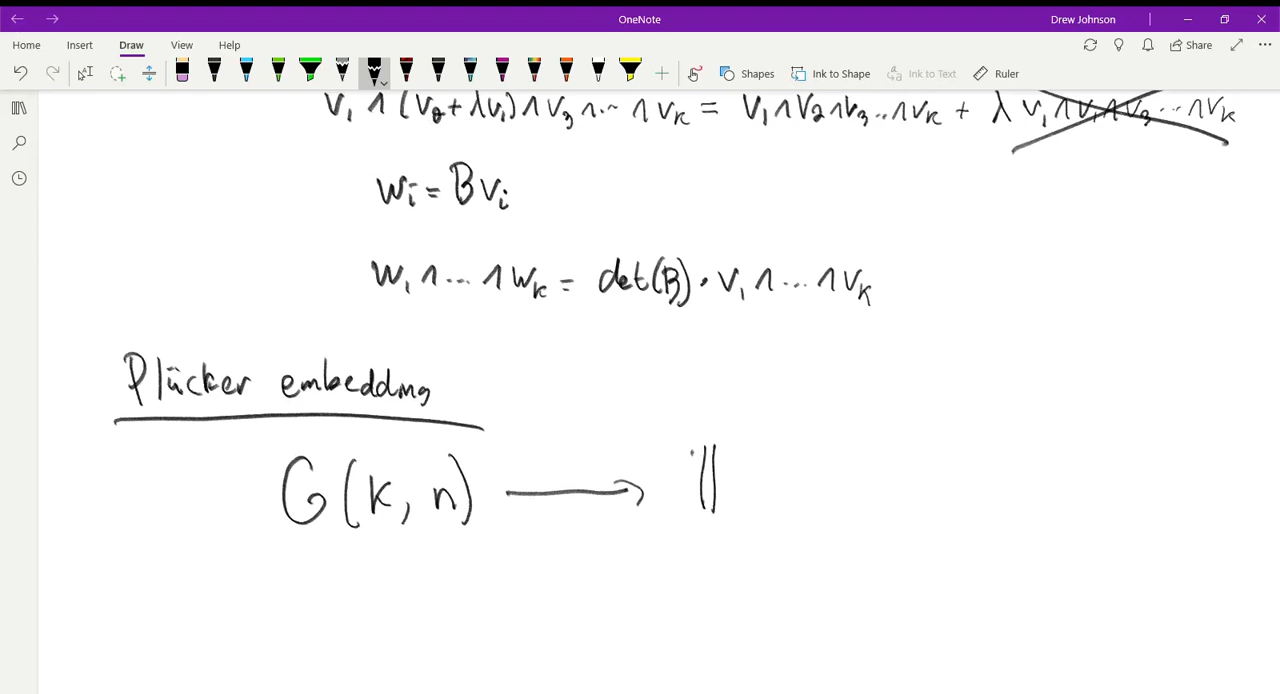 OneNote
Drew Johnson
Home Insert Draw View Help
Share
Shapes Ink to Shape Ink to Text Ruler
v₁ ∧ (v₂ + λv₁) ∧ v₃ ∧ ... ∧ vₖ = v₁ ∧ v₂ ∧ v₃ .. ∧ vₖ + λ v₁ ∧ v₁ ∧ v₃ ... ∧ vₖ
wᵢ = B vᵢ
w₁ ∧ ... ∧ wₖ = det(B) · v₁ ∧ ... ∧ vₖ
Plücker embedding
G(k, n) ⟶